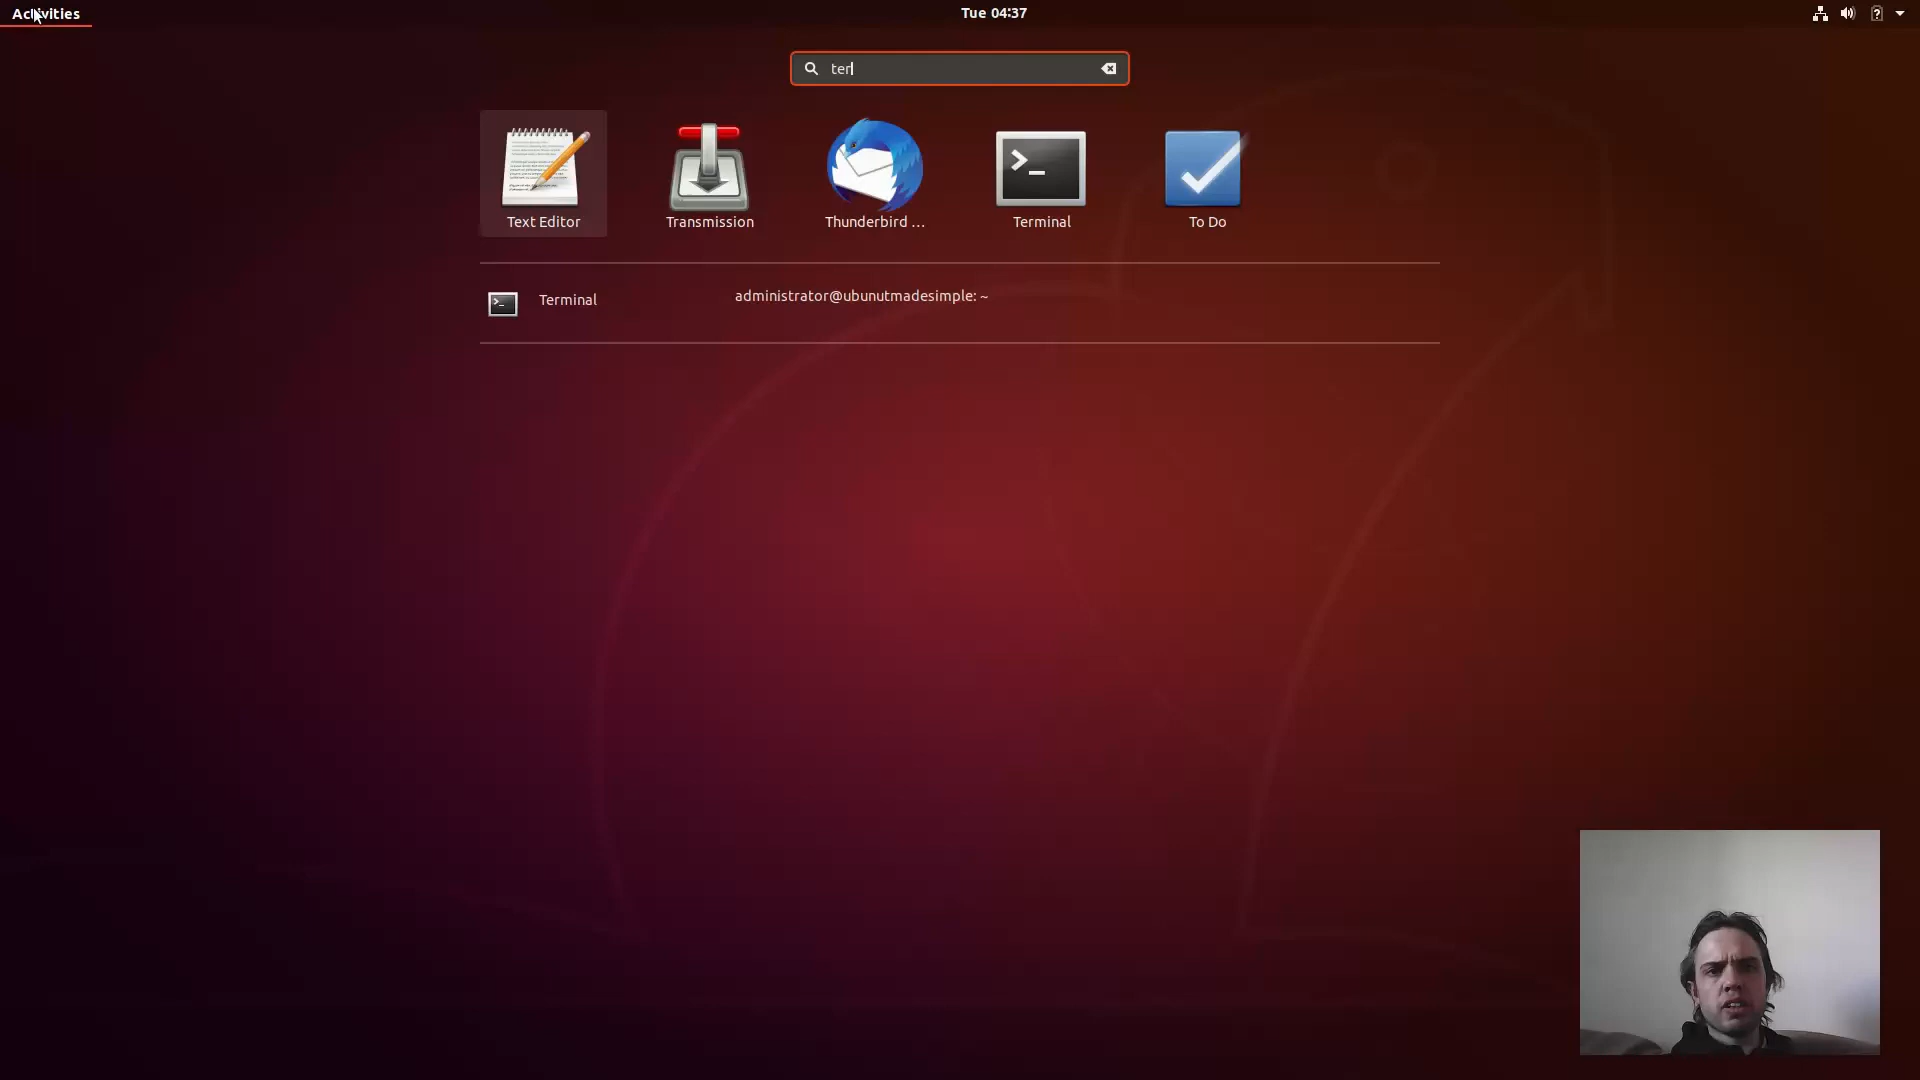 Activities
Tue 04:37
ter
Text Editor
Transmission
Thunderbird ...
Terminal
To Do
Terminal
administrator@ubunutmadesimple: ~